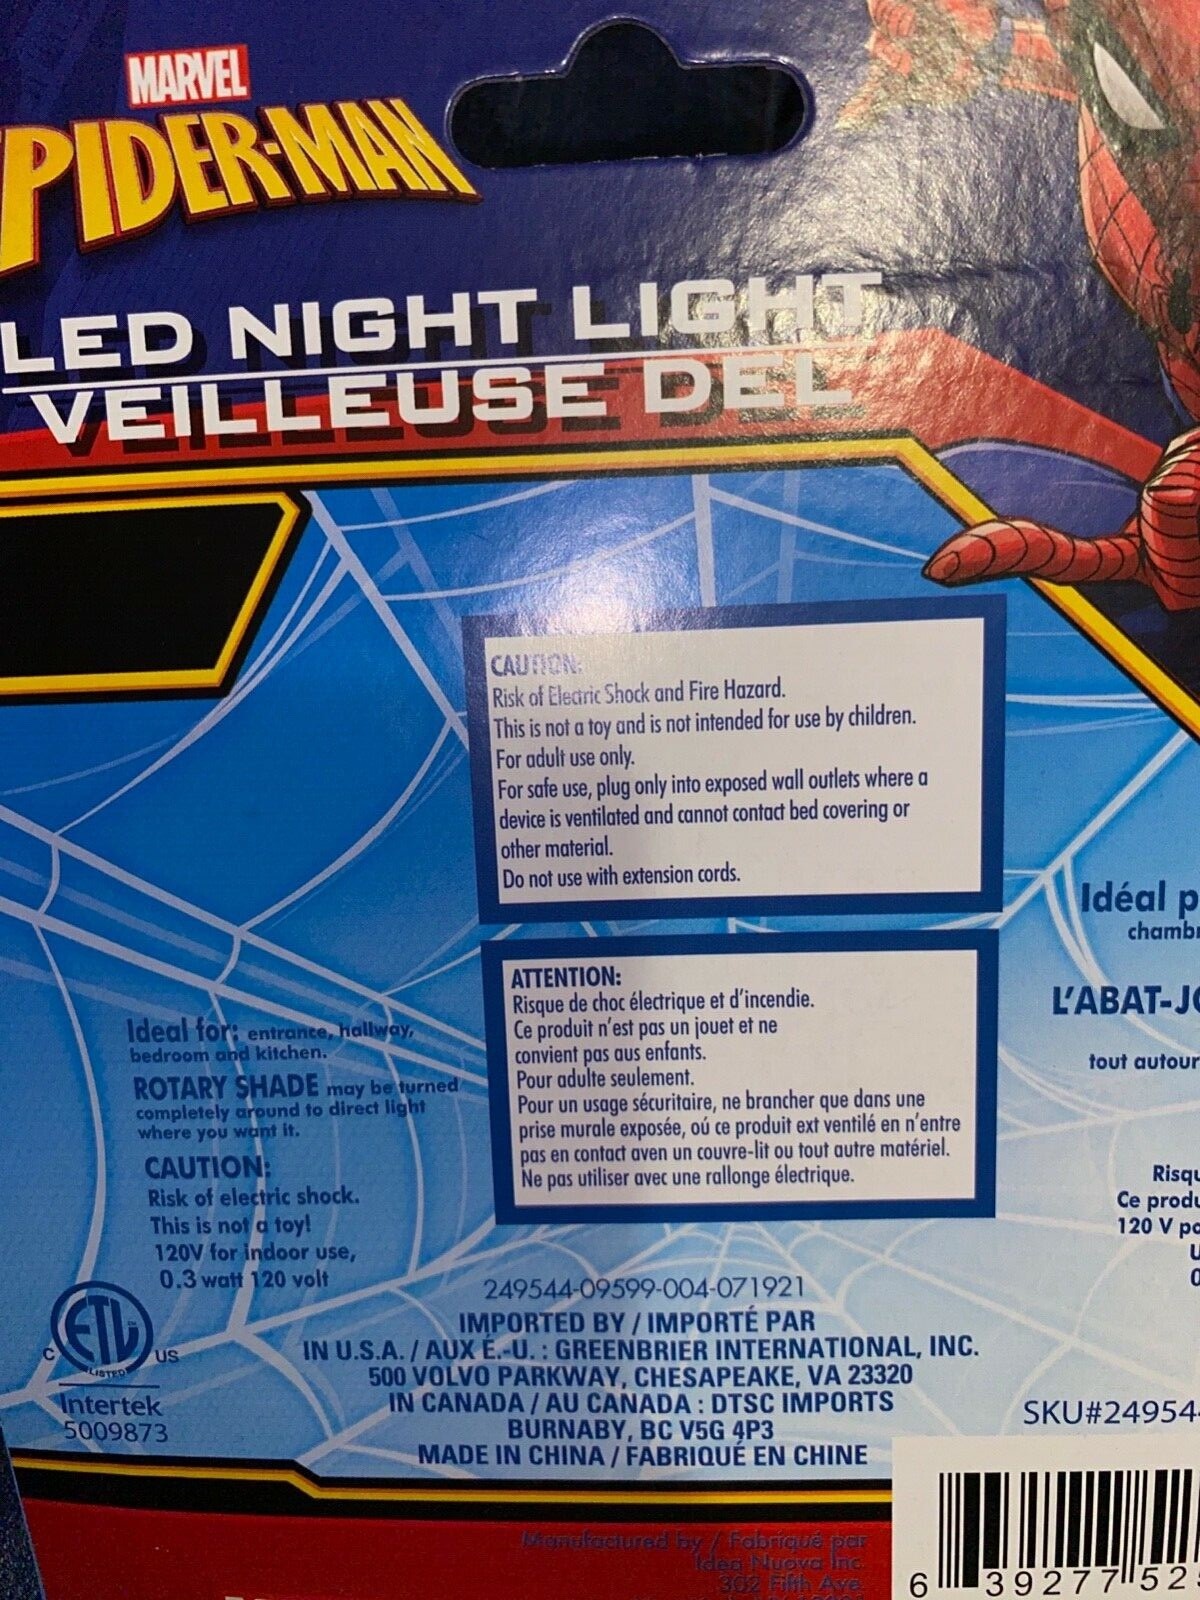 MARVEL
SPIDER-MAN
LED NIGHT LIGHT
VEILLEUSE DEL
CAUTION:
Risk of Electric Shock and Fire Hazard.
This is not a toy and is not intended for use by children.
For adult use only.
For safe use, plug only into exposed wall outlets where a
device is ventilated and cannot contact bed covering or
other material.
Do not use with extension cords.
ATTENTION:
Risque de choc électrique et d'incendie.
Ce produit n'est pas un jouet et ne
convient pas aus enfants.
Pour adulte seulement.
Pour un usage sécuritaire, ne brancher que dans une
prise murale exposée, oú ce produit ext ventilé en n'entre
pas en contact aven un couvre-lit ou tout autre matériel.
Ne pas utiliser avec une rallonge électrique.
Ideal for: entrance, hallway,
bedroom and kitchen.
ROTARY SHADE may be turned
completely around to direct light
where you want it.
CAUTION:
Risk of electric shock.
This is not a toy!
120V for indoor use,
0.3 watt 120 volt
ETL
LISTED
C US
Intertek
5009873
249544-09599-004-071921
IMPORTED BY / IMPORTÉ PAR
IN U.S.A. / AUX É.-U. : GREENBRIER INTERNATIONAL, INC.
500 VOLVO PARKWAY, CHESAPEAKE, VA 23320
IN CANADA / AU CANADA : DTSC IMPORTS
BURNABY, BC V5G 4P3
MADE IN CHINA / FABRIQUÉ EN CHINE
Idéal p
chamb
L'ABAT-JO
tout autour
Risqu
Ce produ
120 V po
U
0
SKU#24954
6 39277 52
Manufactured by / Fabriqué par
Idea Nuova Inc.
302 Fifth Ave.